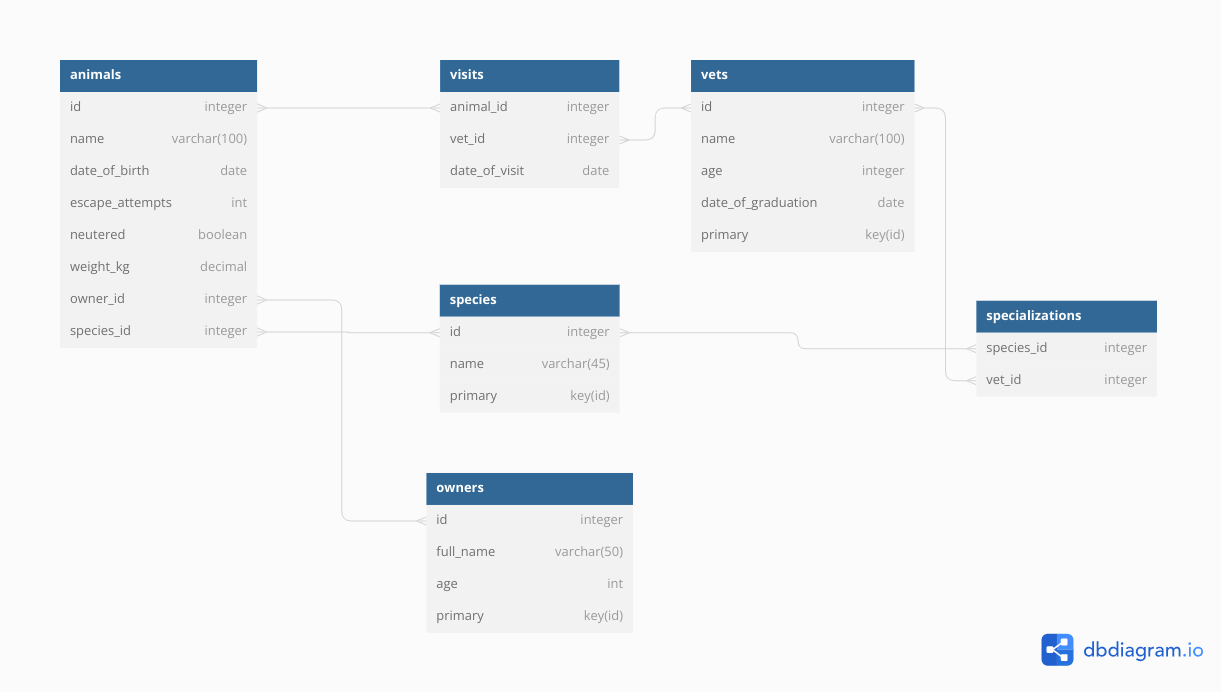 animals
id integer
name varchar(100)
date_of_birth date
escape_attempts int
neutered boolean
weight_kg decimal
owner_id integer
species_id integer
visits
animal_id integer
vet_id integer
date_of_visit date
vets
id integer
name varchar(100)
age integer
date_of_graduation date
primary key(id)
species
id integer
name varchar(45)
primary key(id)
specializations
species_id integer
vet_id integer
owners
id integer
full_name varchar(50)
age int
primary key(id)
dbdiagram.io